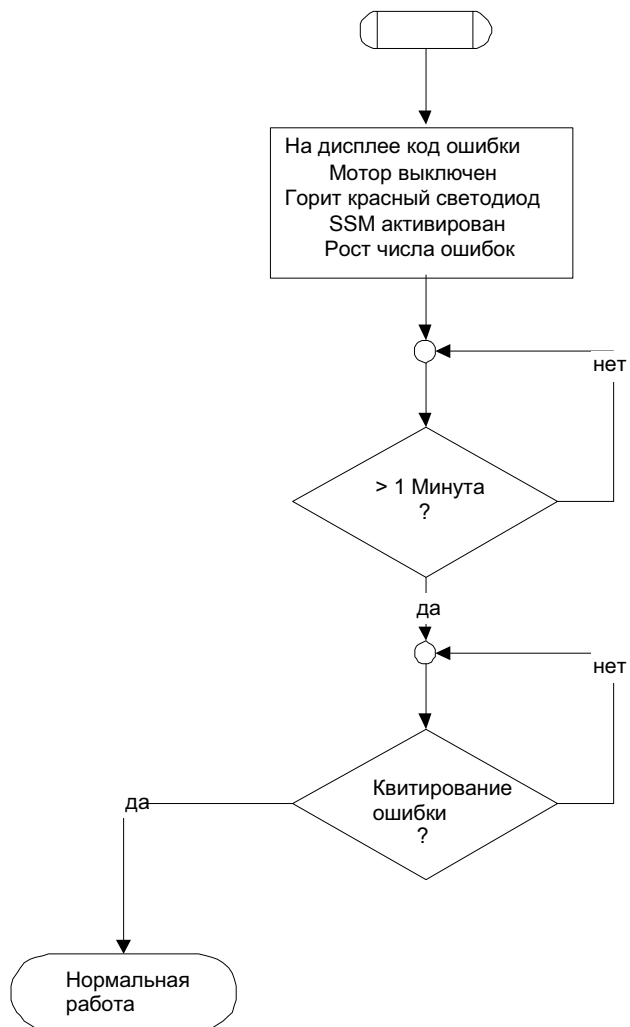 На дисплее код ошибки
Мотор выключен
Горит красный светодиод
SSM активирован
Рост числа ошибок
нет
> 1 Минута
?
да
нет
Квитирование
ошибки
?
да
Нормальная
работа